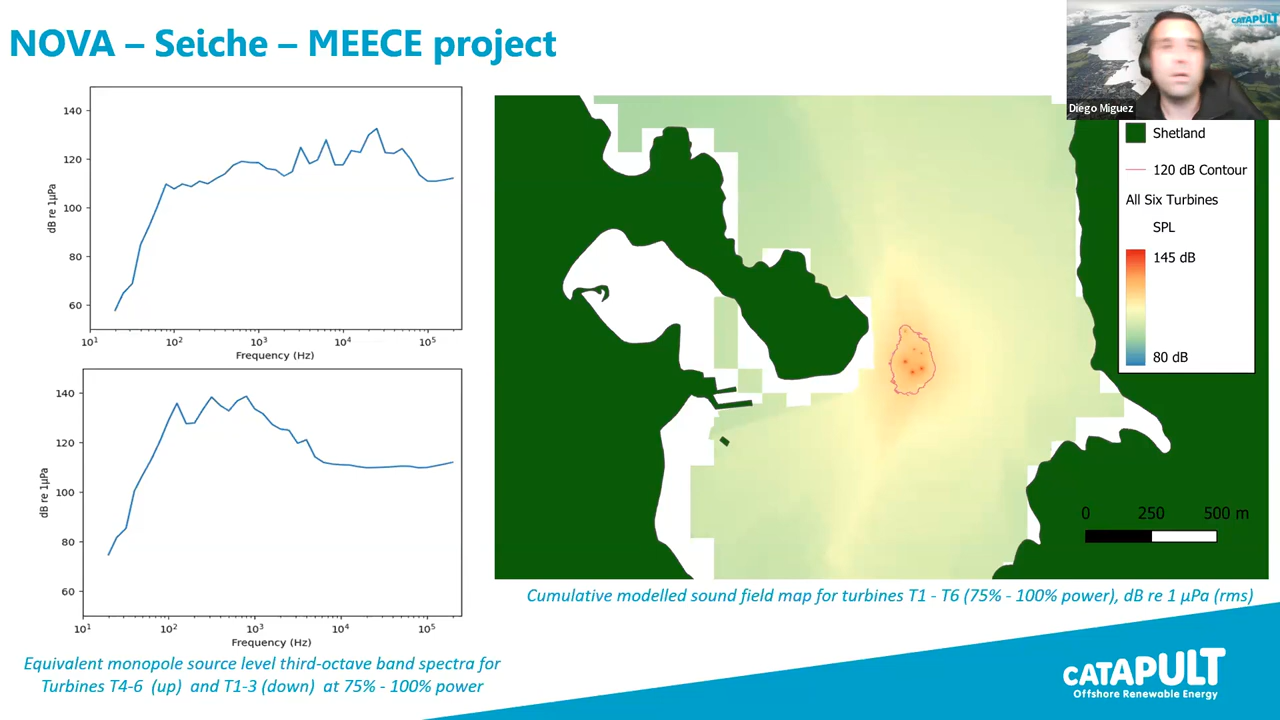 NOVA – Seiche – MEECE project
CATAPULT
Diego Miguez
140
120
100
80
60
dB re 1µPa
10¹
10²
10³
10⁴
10⁵
Frequency (Hz)
140
120
100
80
60
dB re 1µPa
10¹
10²
10³
10⁴
10⁵
Frequency (Hz)
Equivalent monopole source level third-octave band spectra for
Turbines T4-6 (up) and T1-3 (down) at 75% - 100% power
Shetland
120 dB Contour
All Six Turbines
SPL
145 dB
80 dB
0 250 500 m
Cumulative modelled sound field map for turbines T1 - T6 (75% - 100% power), dB re 1 µPa (rms)
CATAPULT
Offshore Renewable Energy